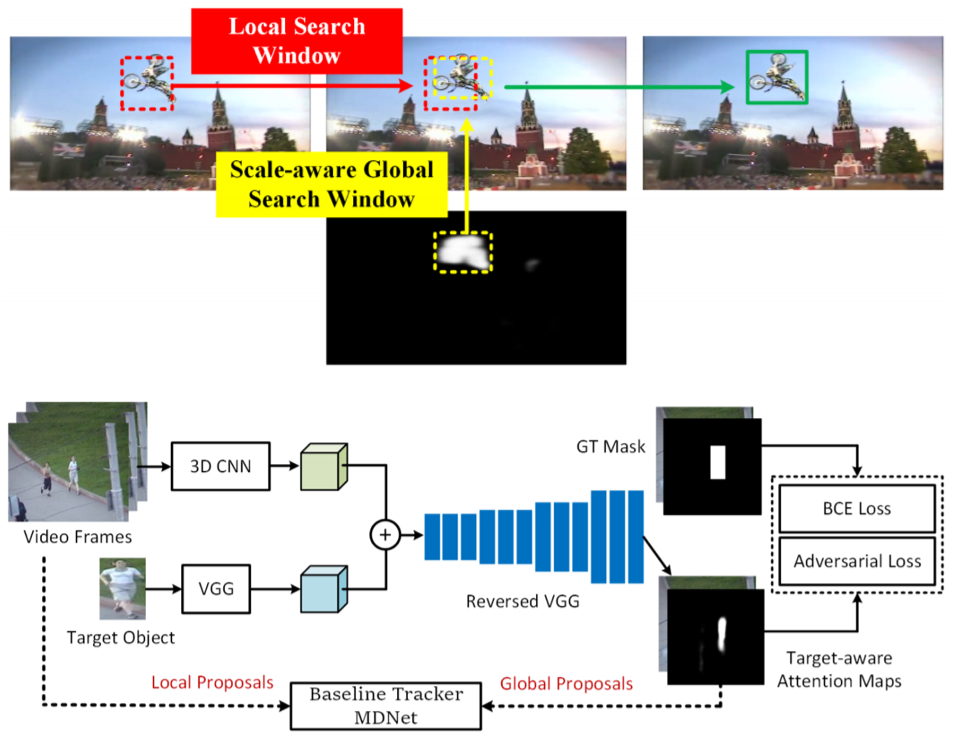 Local Search
Window
Scale-aware Global
Search Window
GT Mask
3D CNN
BCE Loss
Video Frames
+
Adversarial Loss
VGG
Reversed VGG
Target Object
Target-aware
Attention Maps
Local Proposals
Global Proposals
Baseline Tracker
MDNet